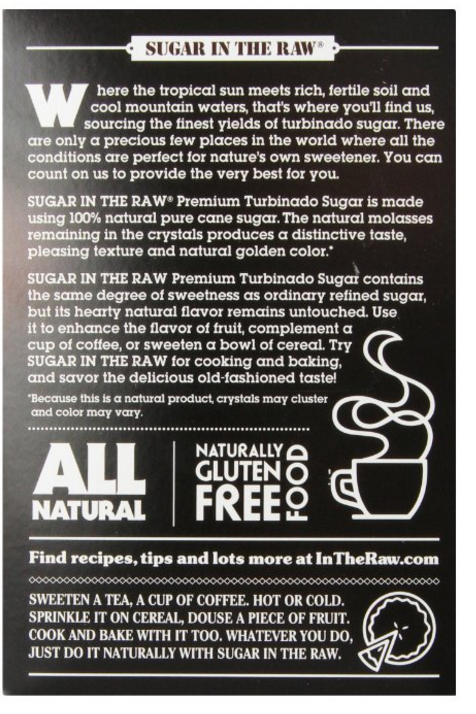 SUGAR IN THE RAW®
Where the tropical sun meets rich, fertile soil and
cool mountain waters, that's where you'll find us,
sourcing the finest yields of turbinado sugar. There
are only a precious few places in the world where all the
conditions are perfect for nature's own sweetener. You can
count on us to provide the very best for you.
SUGAR IN THE RAW® Premium Turbinado Sugar is made
using 100% natural pure cane sugar. The natural molasses
remaining in the crystals produces a distinctive taste,
pleasing texture and natural golden color.*
SUGAR IN THE RAW Premium Turbinado Sugar contains
the same degree of sweetness as ordinary refined sugar,
but its hearty natural flavor remains untouched. Use
it to enhance the flavor of fruit, complement a
cup of coffee, or sweeten a bowl of cereal. Try
SUGAR IN THE RAW for cooking and baking,
and savor the delicious old-fashioned taste!
*Because this is a natural product, crystals may cluster
and color may vary.
ALL
NATURAL
NATURALLY
GLUTEN
FREE
FOOD
Find recipes, tips and lots more at InTheRaw.com
SWEETEN A TEA, A CUP OF COFFEE. HOT OR COLD.
SPRINKLE IT ON CEREAL, DOUSE A PIECE OF FRUIT.
COOK AND BAKE WITH IT TOO. WHATEVER YOU DO,
JUST DO IT NATURALLY WITH SUGAR IN THE RAW.